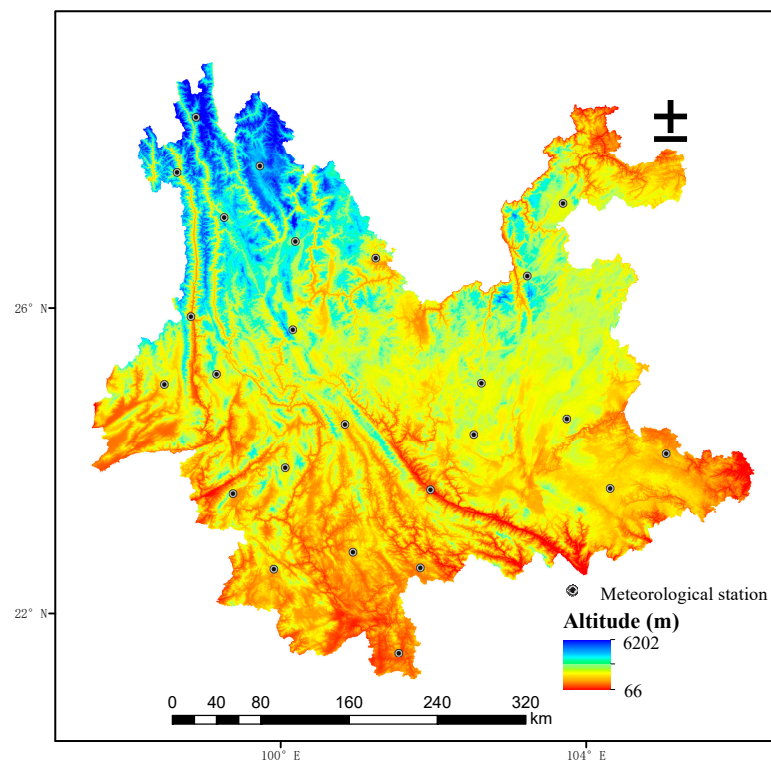 ±
26° N
Meteorological station
Altitude (m)
6202
66
22° N
0 40 80 160 240 320
km
100° E
104° E